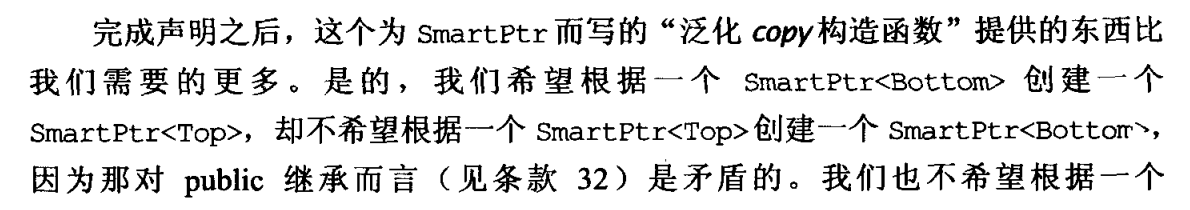 完成声明之后，这个为 SmartPtr 而写的“泛化 copy 构造函数”提供的东西比
我们需要的更多。是的，我们希望根据一个 SmartPtr<Bottom> 创建一个
SmartPtr<Top>，却不希望根据一个 SmartPtr<Top>创建一个 SmartPtr<Bottom>，
因为那对 public 继承而言（见条款 32）是矛盾的。我们也不希望根据一个